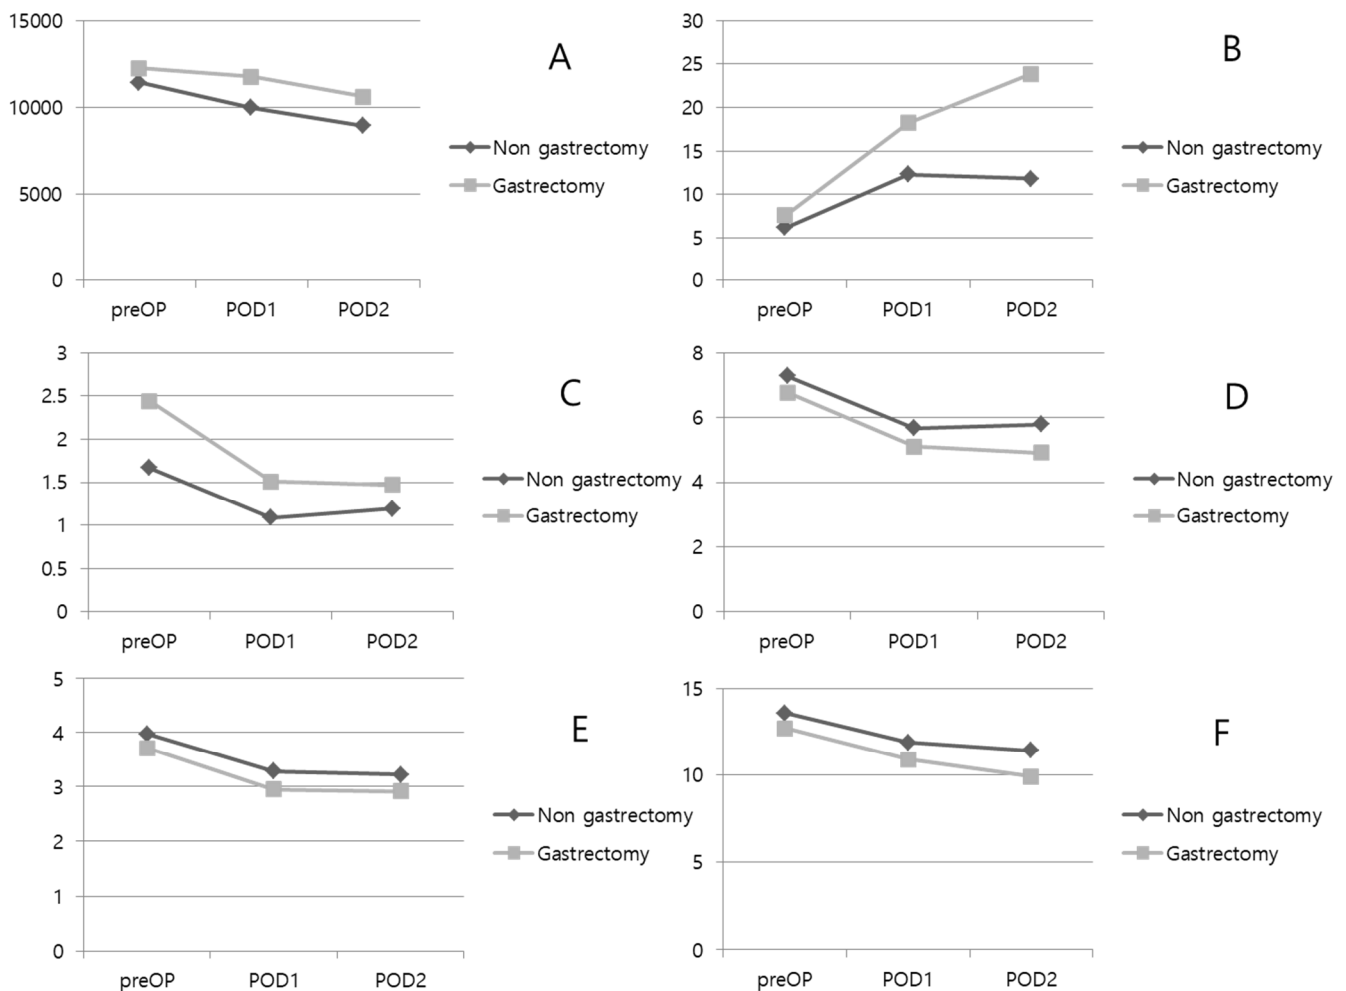 15000
10000
5000
0
preOP POD1 POD2
A
Non gastrectomy
Gastrectomy
30
25
20
15
10
5
0
preOP POD1 POD2
B
Non gastrectomy
Gastrectomy
3
2.5
2
1.5
1
0.5
0
preOP POD1 POD2
C
Non gastrectomy
Gastrectomy
8
6
4
2
0
preOP POD1 POD2
D
Non gastrectomy
Gastrectomy
5
4
3
2
1
0
preOP POD1 POD2
E
Non gastrectomy
Gastrectomy
15
10
5
0
preOP POD1 POD2
F
Non gastrectomy
Gastrectomy